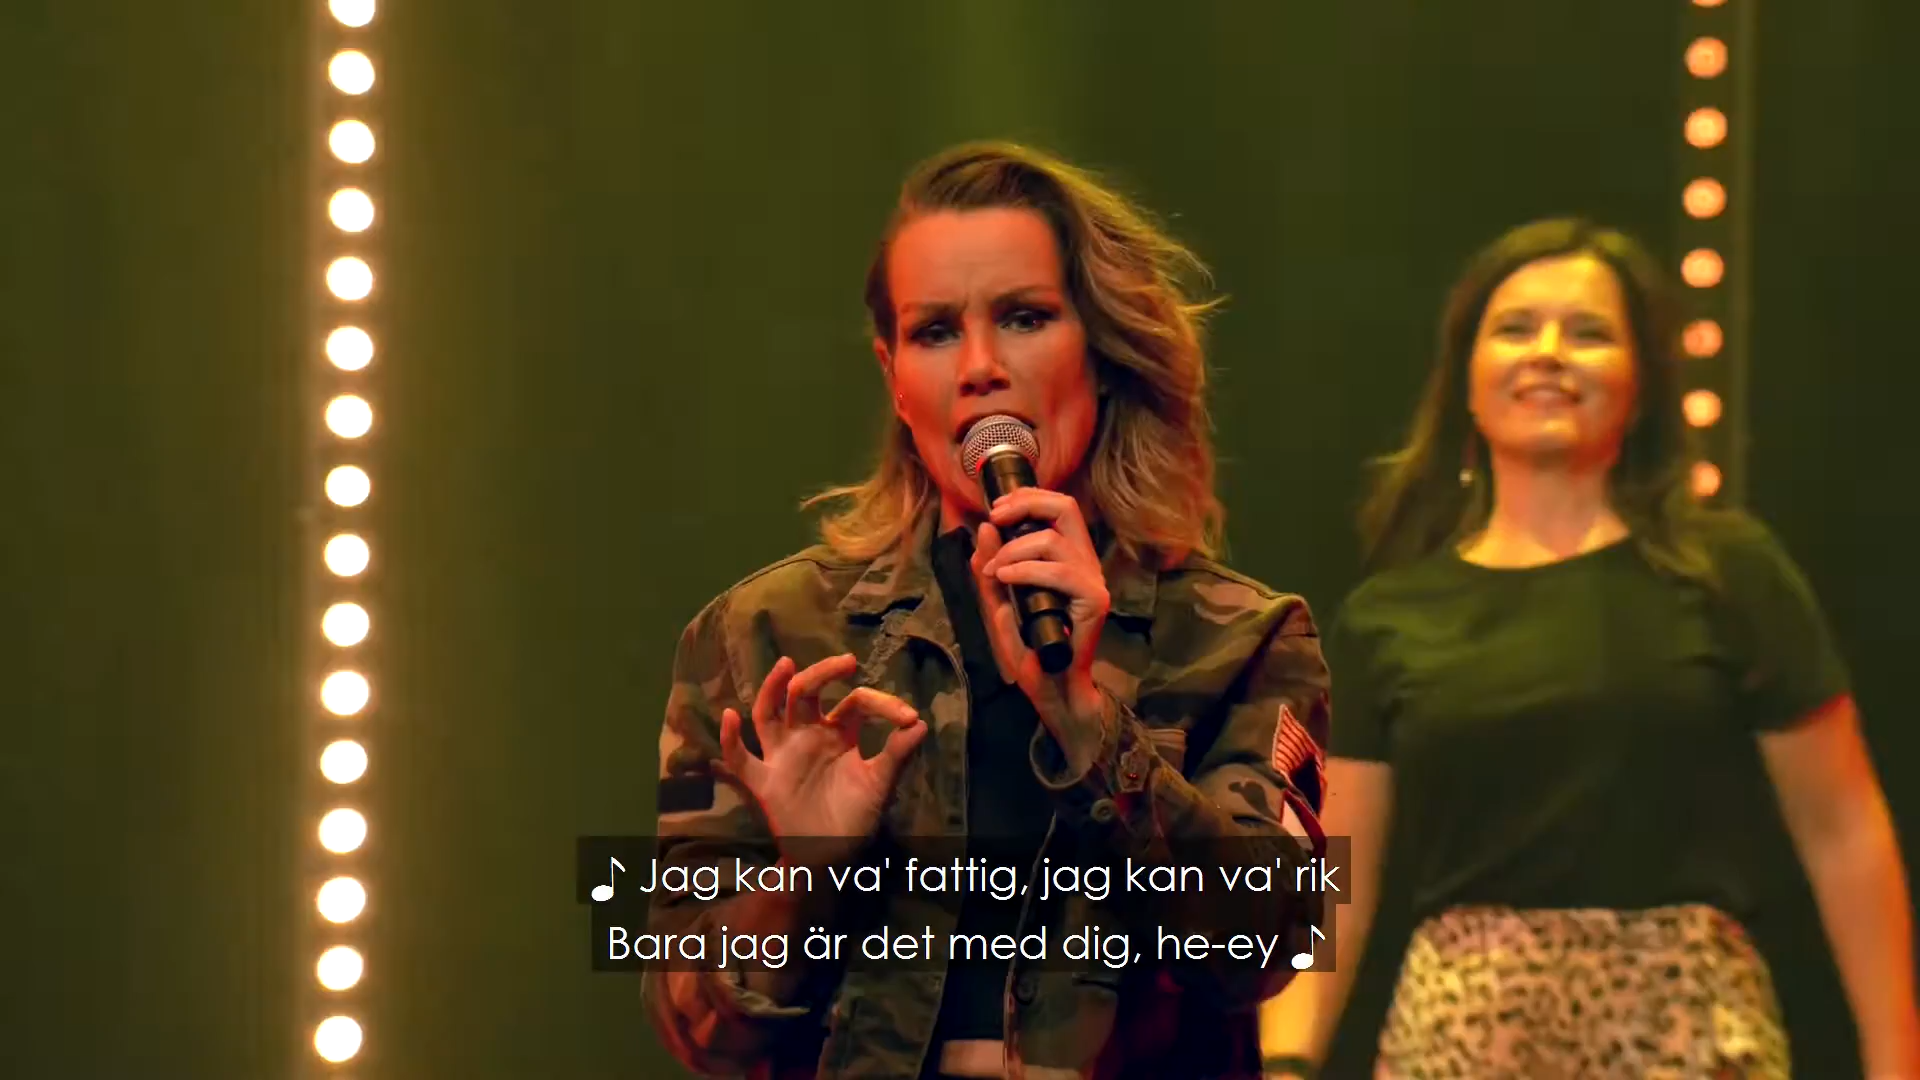 ♪ Jag kan va' fattig, jag kan va' rik
Bara jag är det med dig, he-ey ♪